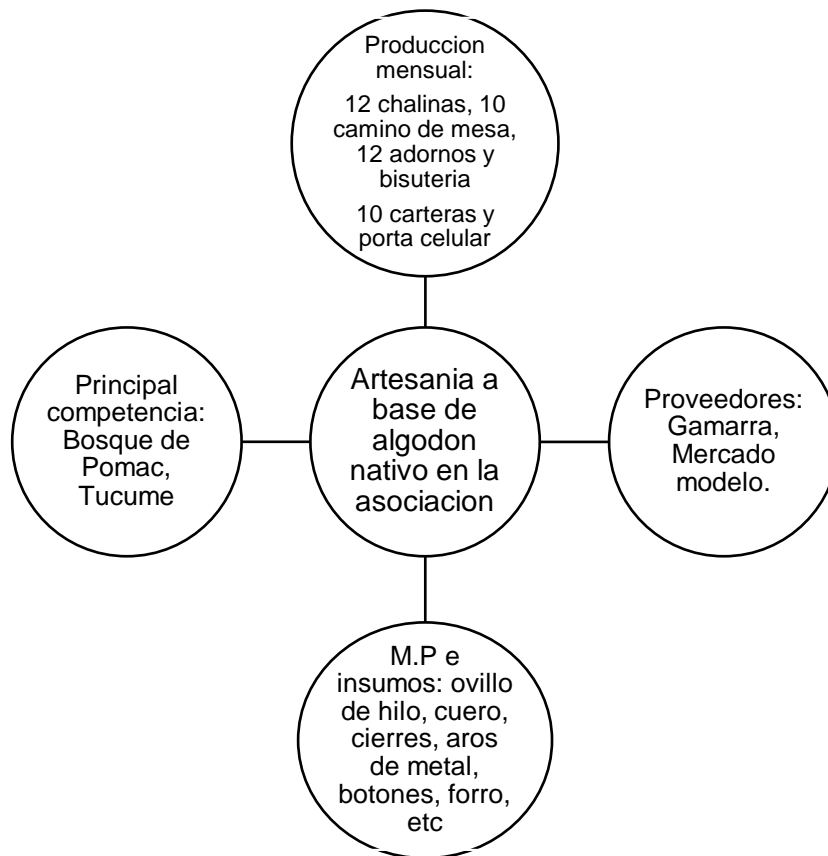 Produccion
mensual:
12 chalinas, 10
camino de mesa,
12 adornos y
bisuteria
10 carteras y
porta celular
Principal
competencia:
Bosque de
Pomac,
Tucume
Artesania a
base de
algodon
nativo en la
asociacion
Proveedores:
Gamarra,
Mercado
modelo.
M.P e
insumos: ovillo
de hilo, cuero,
cierres, aros
de metal,
botones, forro,
etc